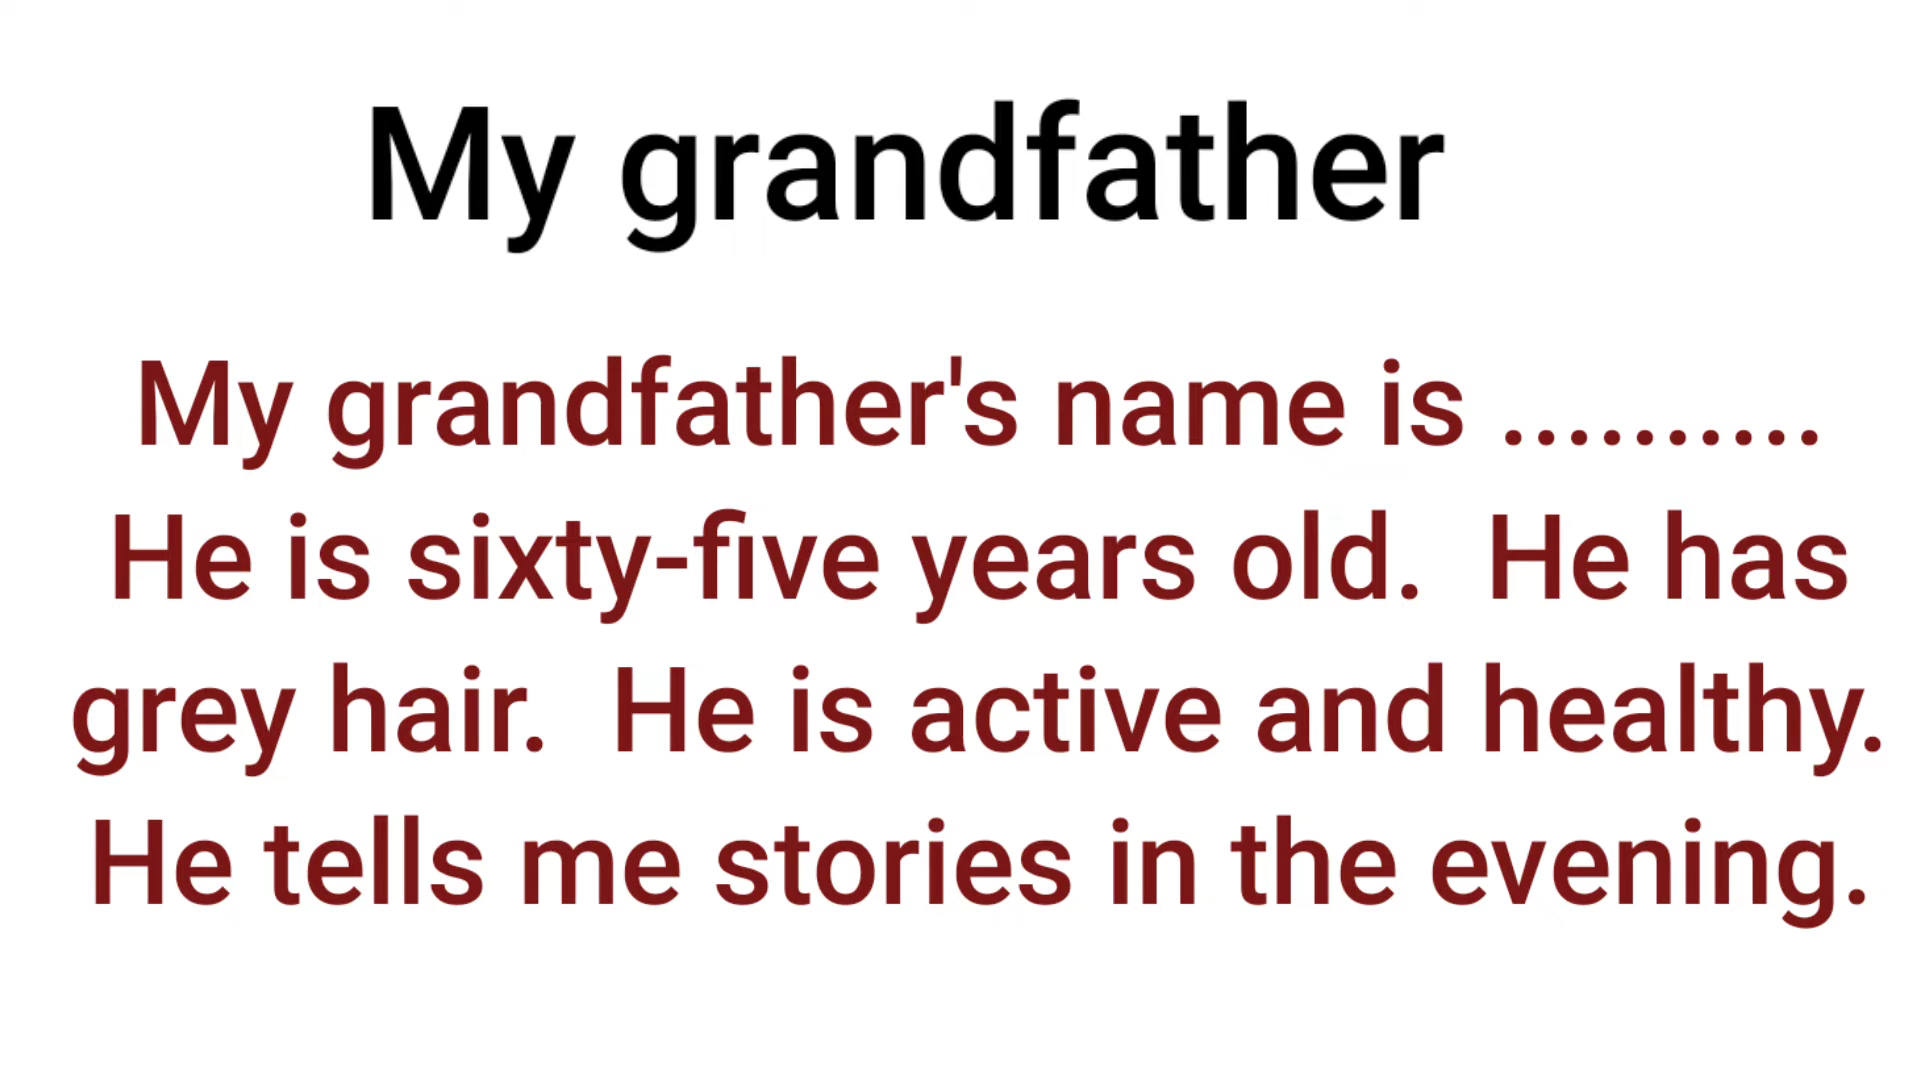 My grandfather
My grandfather's name is ..........
He is sixty-five years old.  He has
grey hair.  He is active and healthy.
He tells me stories in the evening.